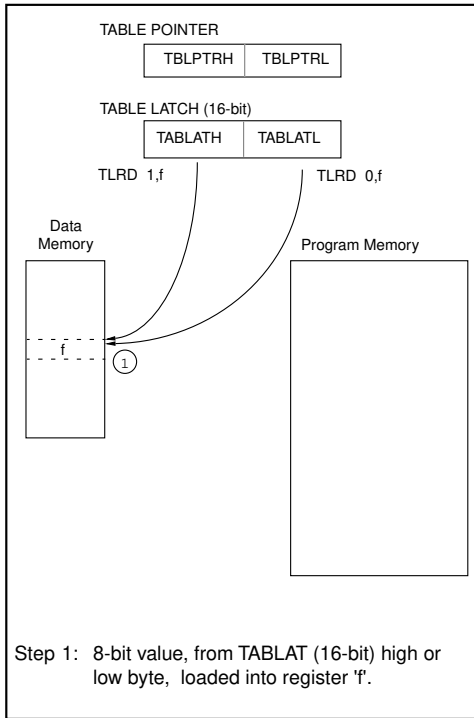 TABLE POINTER
TBLPTRH TBLPTRL
TABLE LATCH (16-bit)
TABLATH TABLATL
TLRD 1,f TLRD 0,f
Data
Memory
Program Memory
f
1
Step 1: 8-bit value, from TABLAT (16-bit) high or
low byte, loaded into register 'f'.